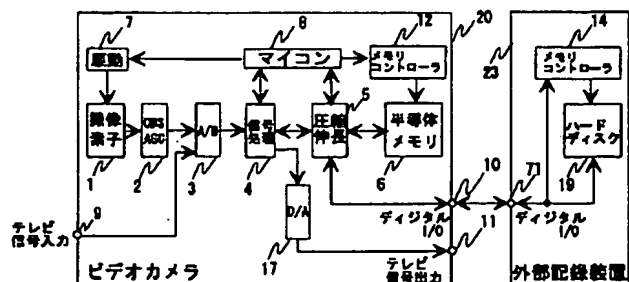 7
8
12
20
14
駆動
マイコン
メモリ
コントローラ
23
メモリ
コントローラ
5
撮像
素子
CDS
AGC
A/D
信号
処理
圧縮
伸長
半導体
メモリ
ハード
ディスク
1
2
3
4
6
10
71
19
9
D/A
ディジタル
I/O
11
ディジタル
I/O
テレビ
信号入力
17
ビデオカメラ
テレビ
信号出力
外部記録装置